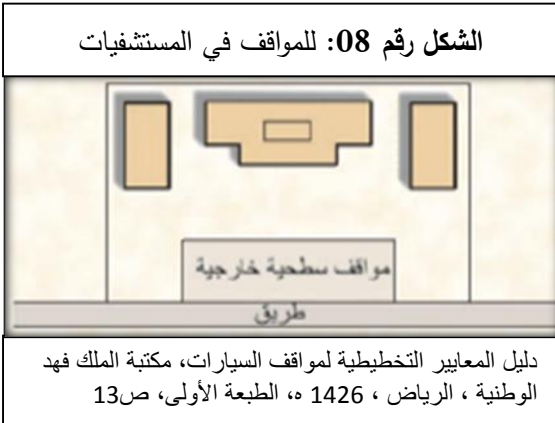 الشكل رقم 08: للمواقف في المستشفيات
مواقف سطحية خارجية
طريق
دليل المعايير التخطيطية لمواقف السيارات، مكتبة الملك فهد
الوطنية ، الرياض ، 1426 ه، الطبعة الأولى، ص13